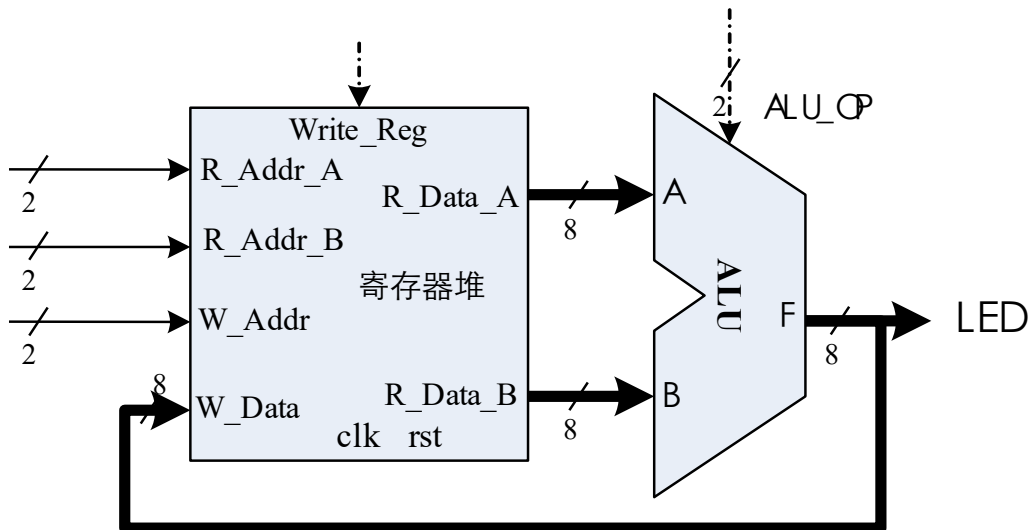 2
ALU_OP
Write_Reg
R_Addr_A
2
R_Data_A
8
A
R_Addr_B
2
寄存器堆
ALU
W_Addr
2
F
8
LED
8
W_Data
R_Data_B
8
B
clk rst